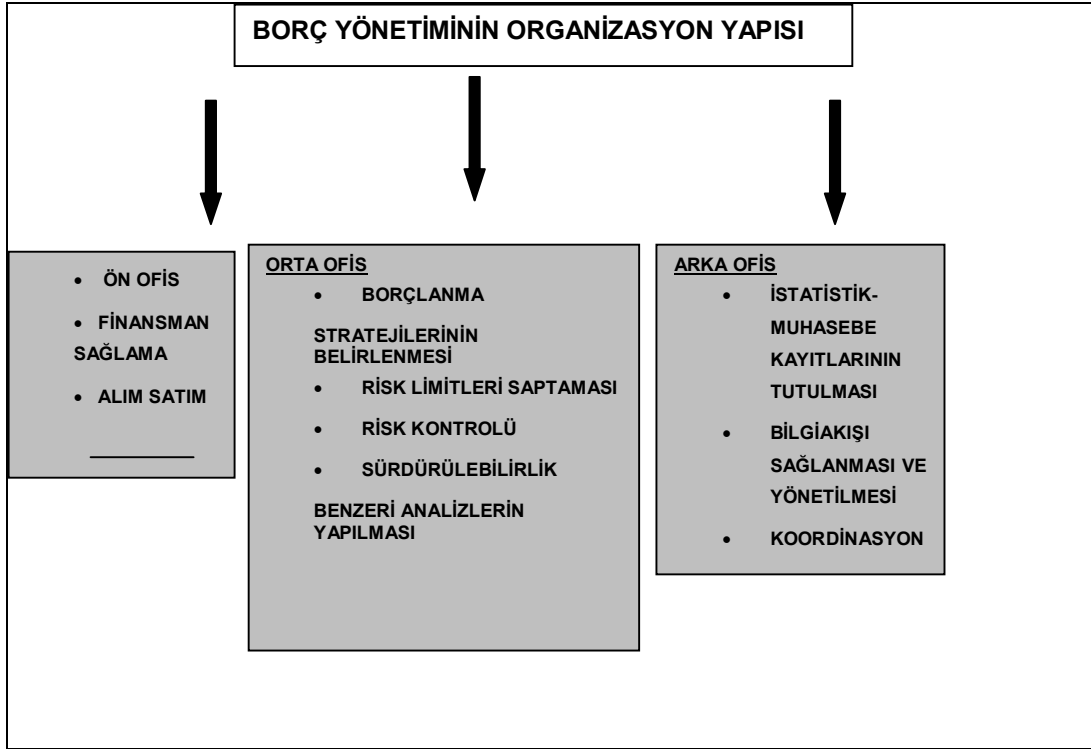 BORÇ YÖNETİMİNİN ORGANİZASYON YAPISI
• ÖN OFİS
• FİNANSMAN
SAĞLAMA
• ALIM SATIM
ORTA OFİS
• BORÇLANMA
STRATEJİLERİNİN
BELİRLENMESİ
• RİSK LİMİTLERİ SAPTAMASI
• RİSK KONTROLÜ
• SÜRDÜRÜLEBİLİRLİK
BENZERİ ANALİZLERİN
YAPILMASI
ARKA OFİS
• İSTATİSTİK-
MUHASEBE
KAYITLARININ
TUTULMASI
• BİLGİAKIŞI
SAĞLANMASI VE
YÖNETİLMESİ
• KOORDİNASYON